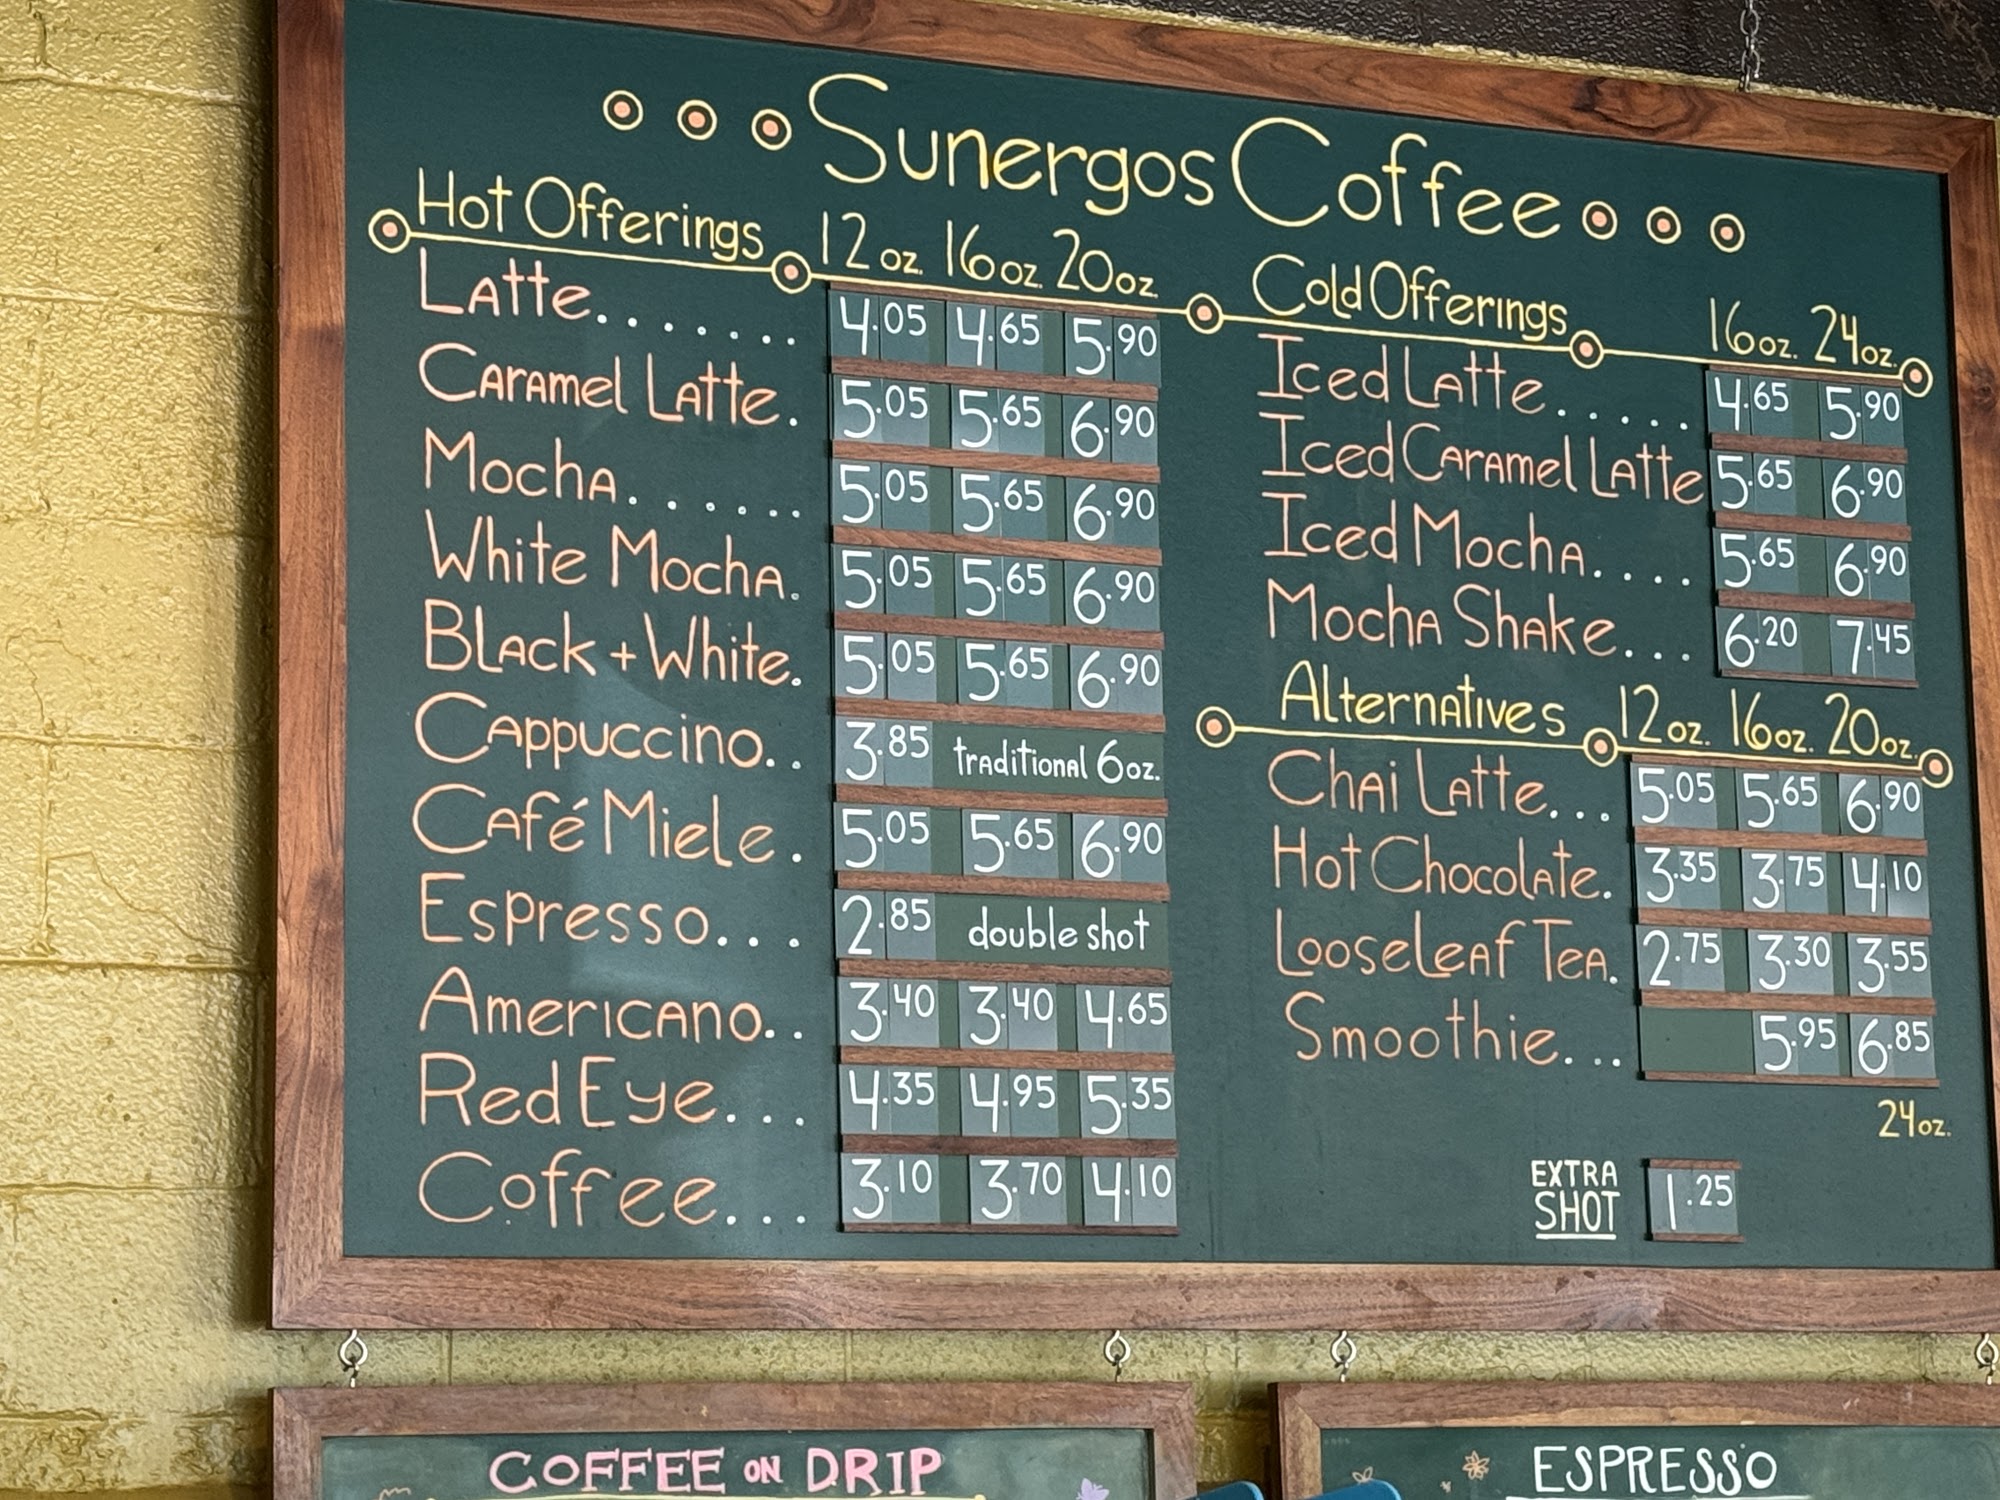 Sunergos Coffee
Hot Offerings 12oz. 16oz. 20oz.
Latte....... 4.05 4.65 5.90
Caramel Latte. 5.05 5.65 6.90
Mocha...... 5.05 5.65 6.90
White Mocha. 5.05 5.65 6.90
Black + White. 5.05 5.65 6.90
Cappuccino.. 3.85 traditional 6oz.
Café Miele. 5.05 5.65 6.90
Espresso... 2.85 double shot
Americano.. 3.40 3.40 4.65
Red Eye... 4.35 4.95 5.35
Coffee... 3.10 3.70 4.10
Cold Offerings 16oz. 24oz.
Iced Latte..... 4.65 5.90
Iced Caramel Latte 5.65 6.90
Iced Mocha.... 5.65 6.90
Mocha Shake... 6.20 7.45
Alternatives 12oz. 16oz. 20oz.
Chai Latte... 5.05 5.65 6.90
Hot Chocolate. 3.35 3.75 4.10
Looseleaf Tea. 2.75 3.30 3.55
Smoothie... 5.95 6.85
24oz.
EXTRA
SHOT 1.25
COFFEE ON DRIP
ESPRESSO